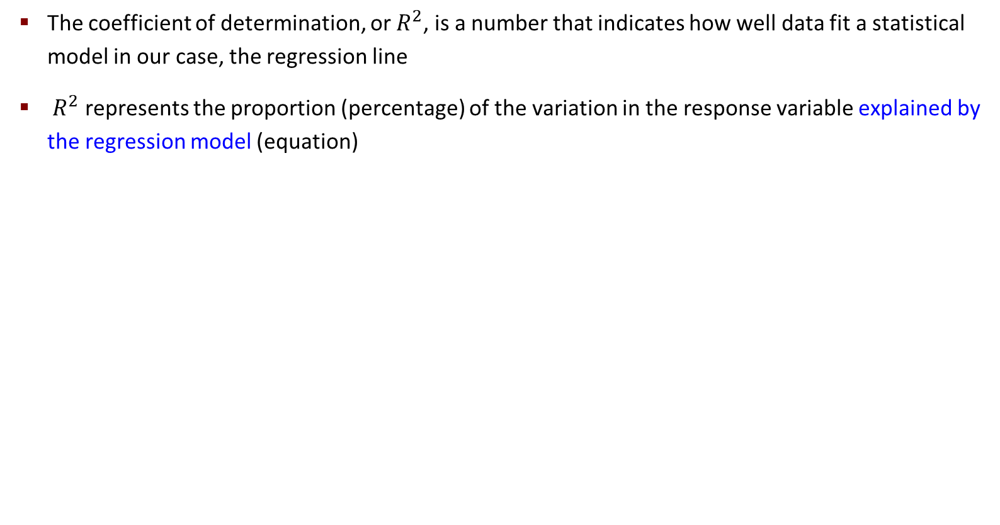 ▪ The coefficient of determination, or R², is a number that indicates how well data fit a statistical
model in our case, the regression line
▪ R² represents the proportion (percentage) of the variation in the response variable explained by
the regression model (equation)